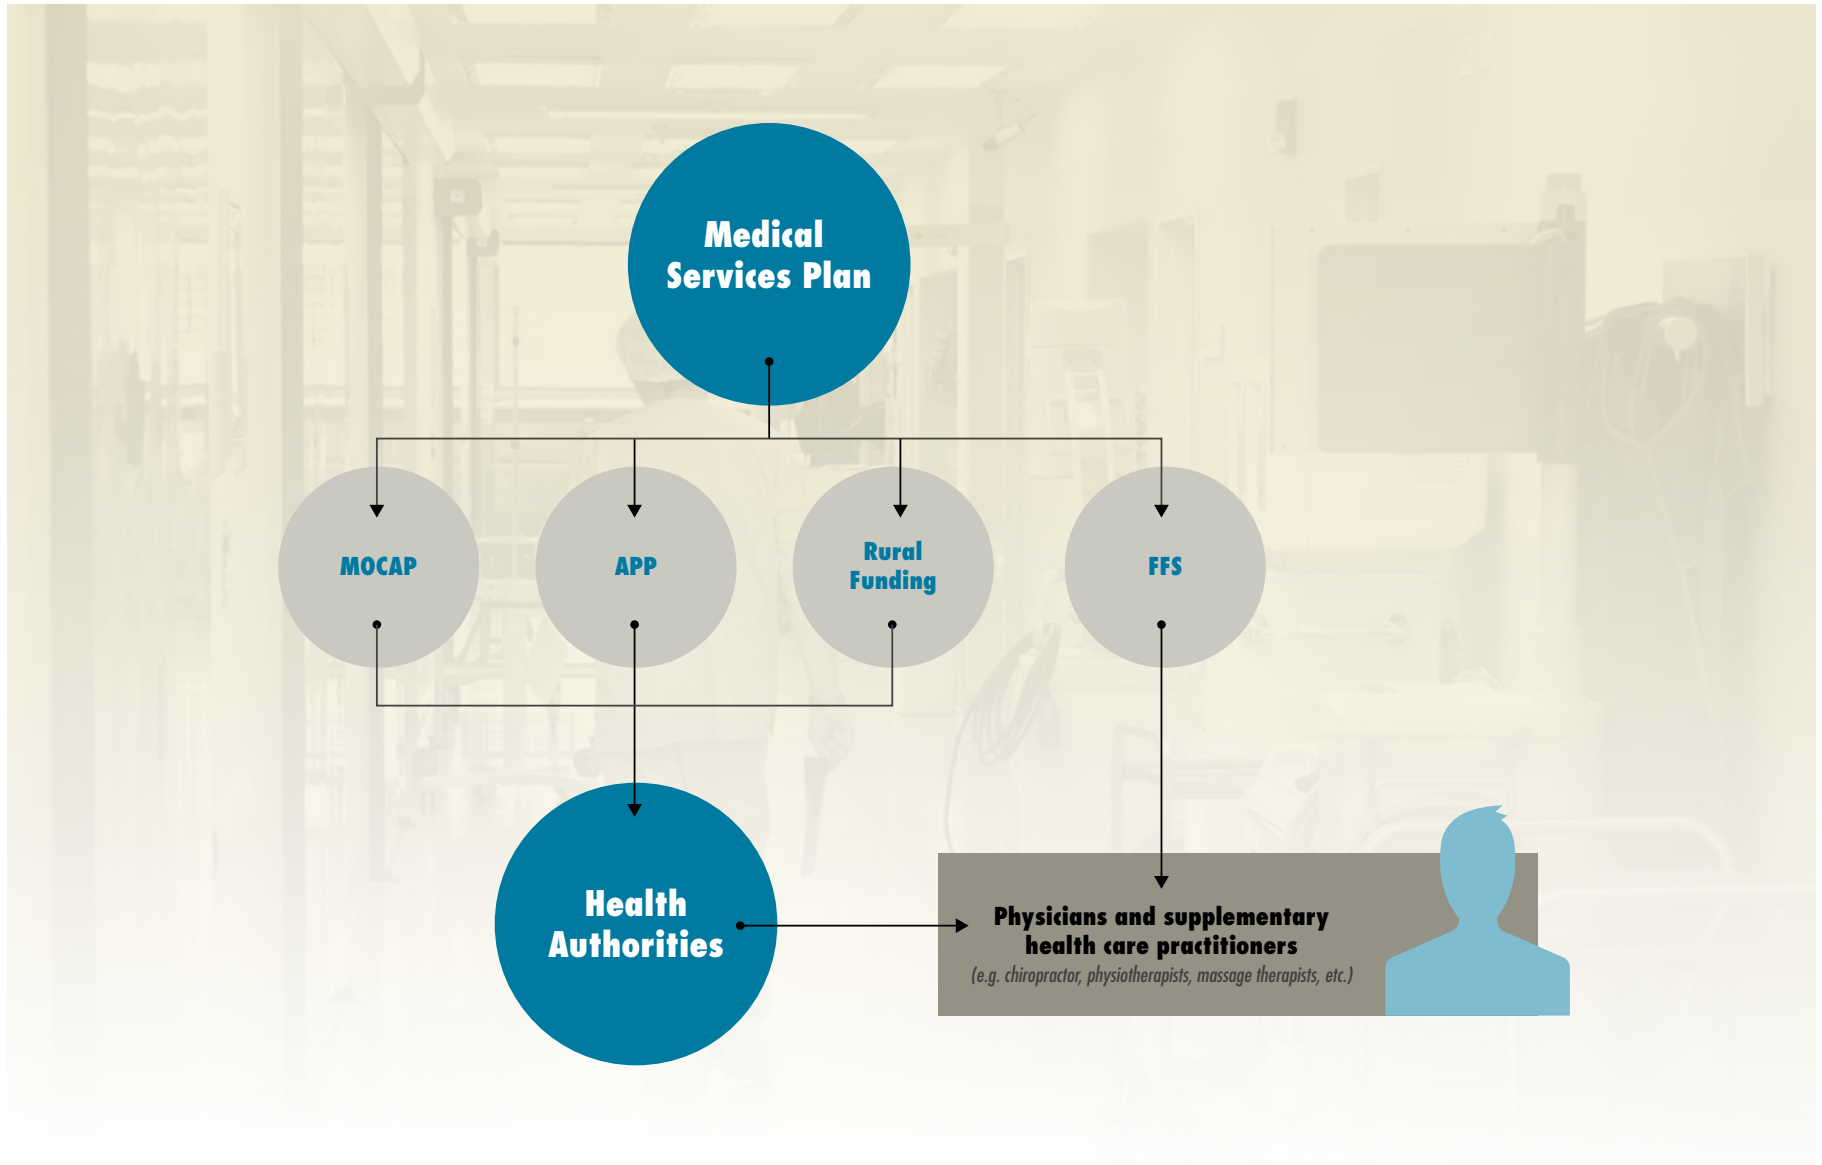 Medical
Services Plan
MOCAP
APP
Rural
Funding
FFS
Health
Authorities
Physicians and supplementary
health care practitioners
(e.g. chiropractor, physiotherapists, massage therapists, etc.)